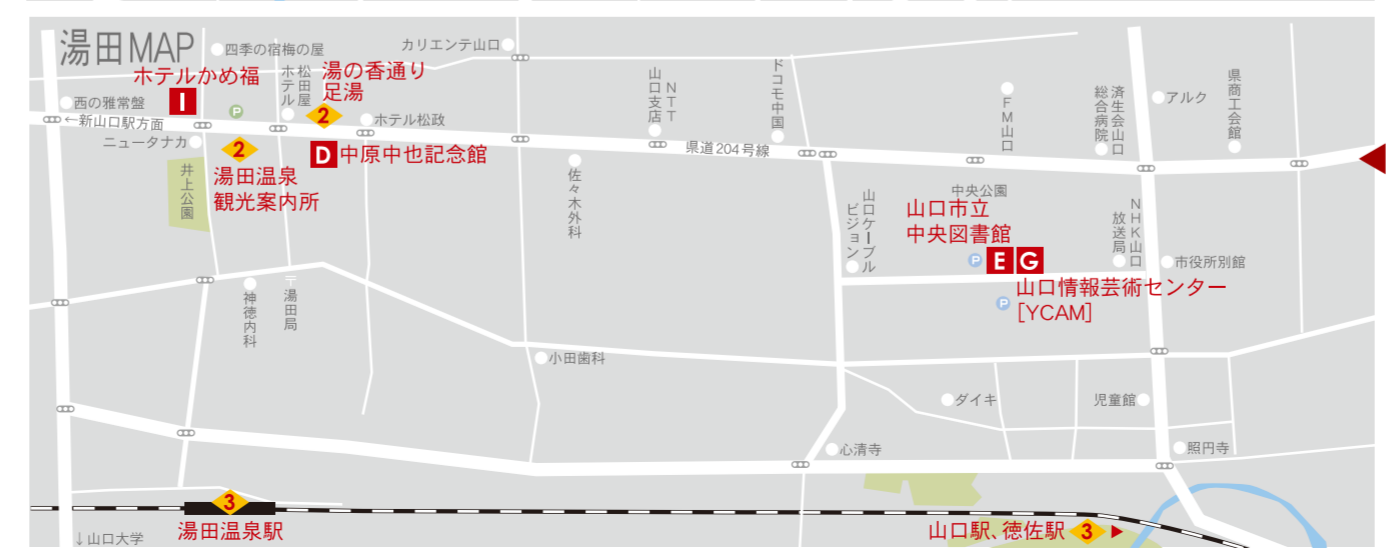 湯田MAP
四季の宿梅の屋
カリエンテ山口
ホテルかめ福
I
西の雅常盤
←新山口駅方面
ニュータナカ
P
松田屋
ホテル
湯の香通り
足湯
2
ホテル松政
2
湯田温泉
観光案内所
D 中原中也記念館
井上公園
NTT
山口支店
ドコモ中国
県道204号線
佐々木外科
FM山口
済生会山口
総合病院
アルク
県商工会館
山口ケーブル
ビジョン
中央公園
山口市立
中央図書館
P
E G
山口情報芸術センター
[YCAM]
P
NHK山口
放送局
市役所別館
神徳内科
〒湯田局
小田歯科
ダイキ
児童館
心清寺
照円寺
3
湯田温泉駅
↓山口大学
山口駅、徳佐駅 3